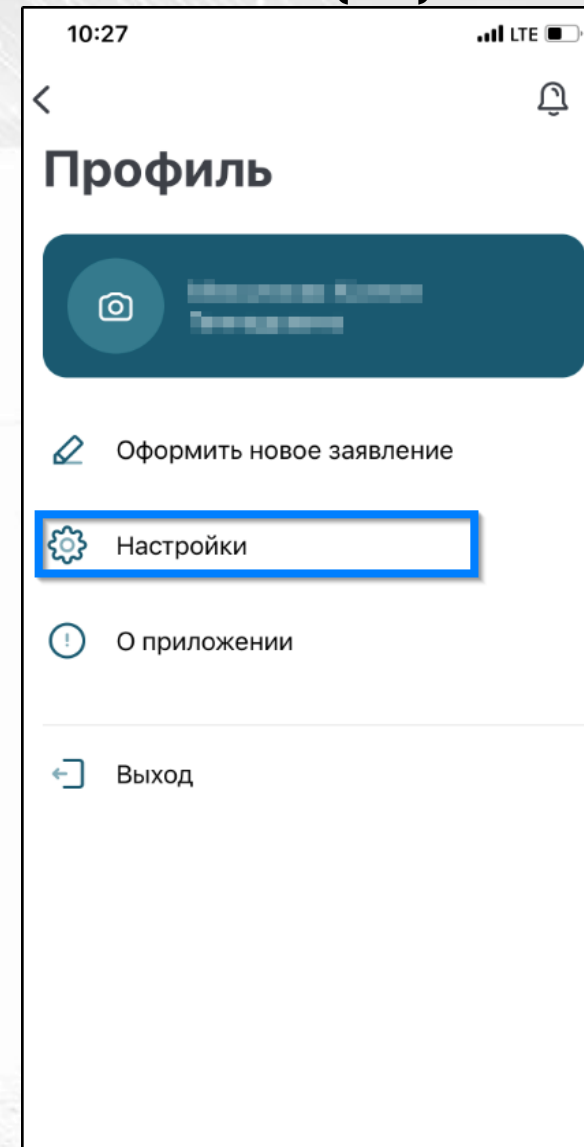 10:27 LTE
Профиль
Оформить новое заявление
Настройки
О приложении
Выход